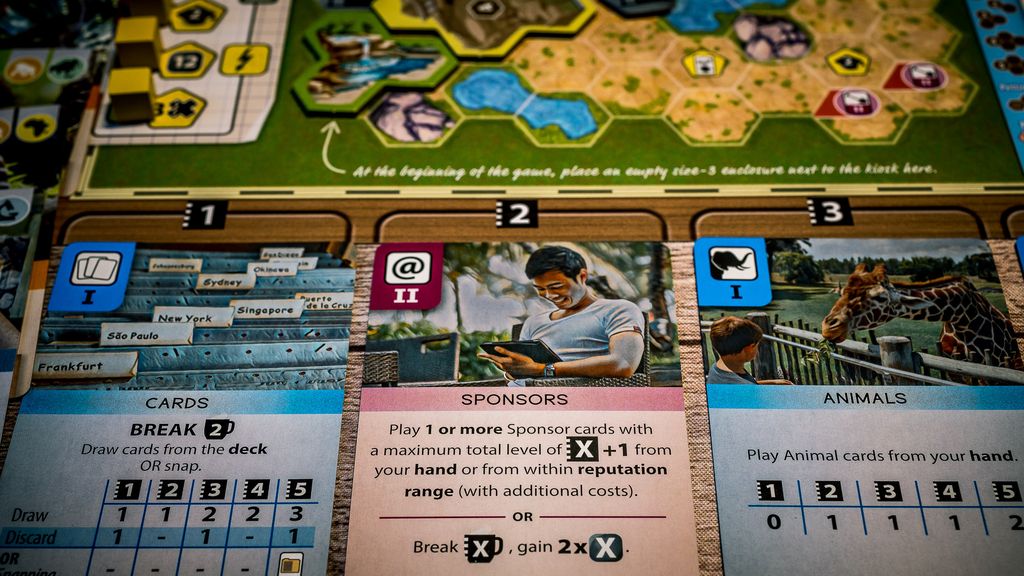 12
At the beginning of the game, place an empty size-3 enclosure next to the kiosk here.
1
2
3
I
@
II
I
San Diego
Johannesburg
Okinawa
Sydney
Puerto
de la Cruz
Singapore
New York
São Paulo
Frankfurt
CARDS
BREAK 2
Draw cards from the deck
OR snap.
1 2 3 4 5
Draw 1 1 2 2 3
Discard 1 - 1 - 1
OR
Snapping - - - -
SPONSORS
Play 1 or more Sponsor cards with
a maximum total level of X +1 from
your hand or from within reputation
range (with additional costs).
OR
Break X, gain 2x X.
ANIMALS
Play Animal cards from your hand.
1 2 3 4 5
0 1 1 1 2